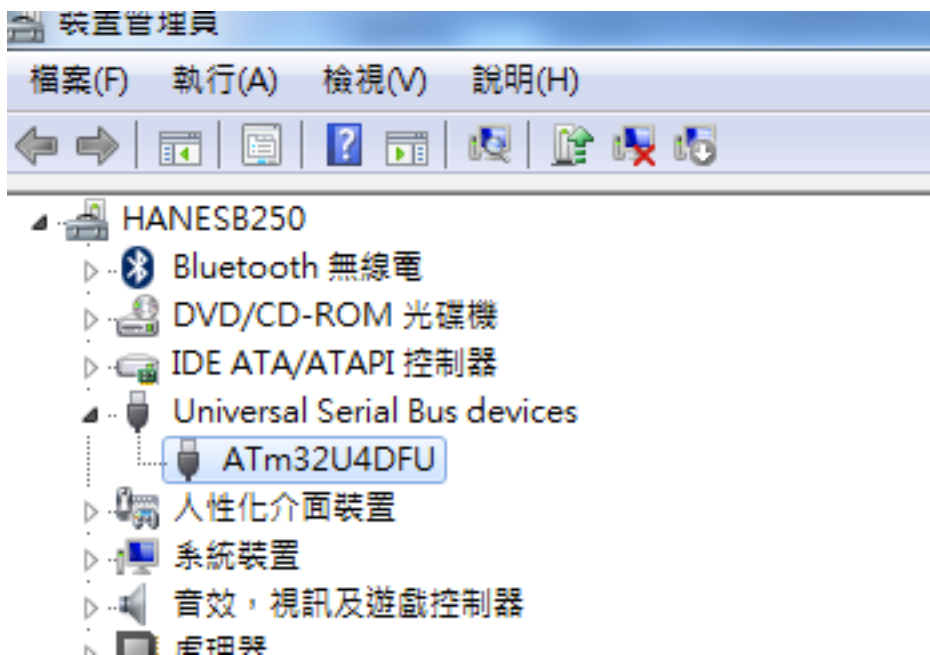 裝置管理員
檔案(F) 執行(A) 檢視(V) 說明(H)
HANESB250
Bluetooth 無線電
DVD/CD-ROM 光碟機
IDE ATA/ATAPI 控制器
Universal Serial Bus devices
ATm32U4DFU
人性化介面裝置
系統裝置
音效，視訊及遊戲控制器
處理器